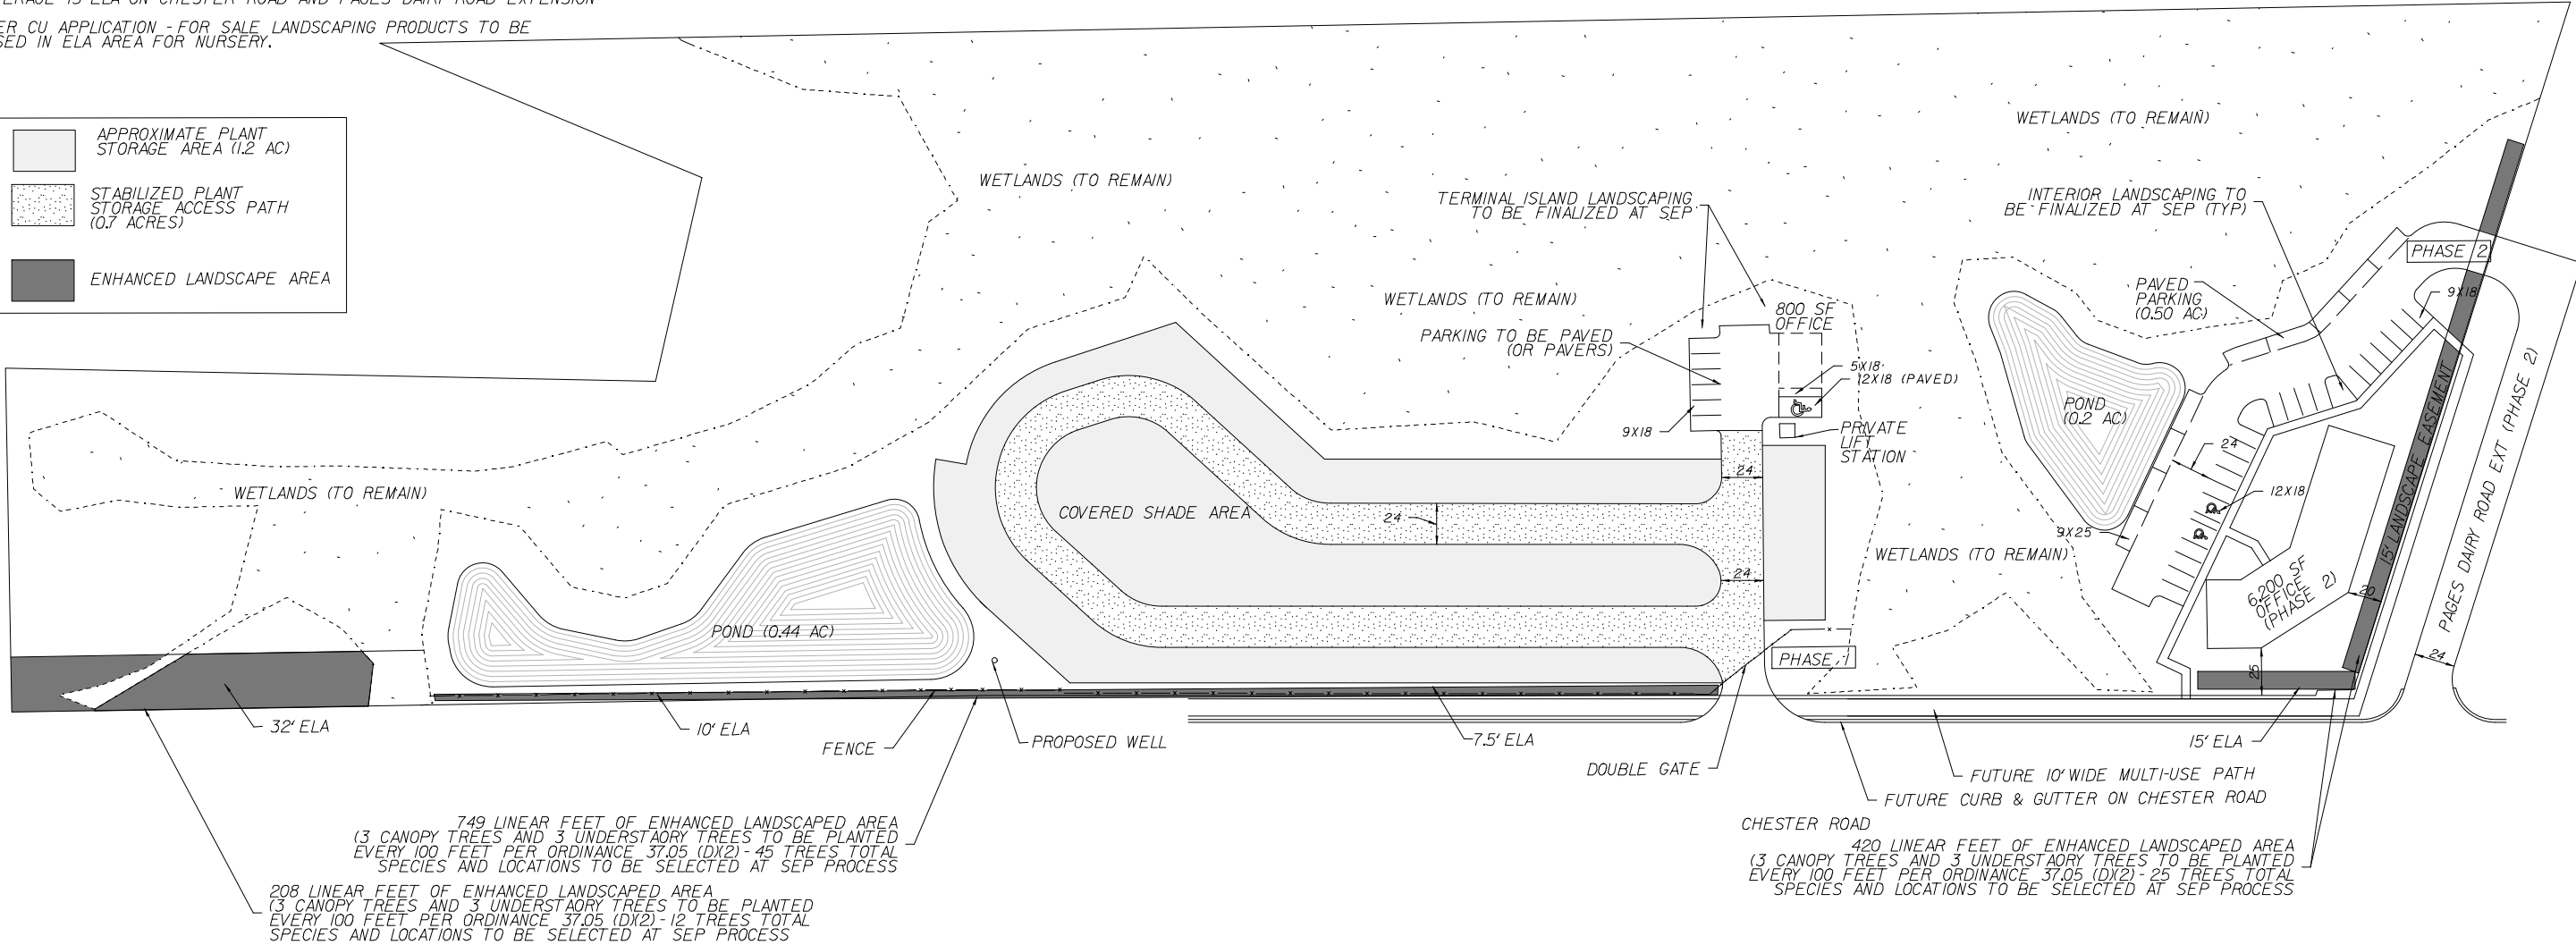 15' ELA ON CHESTER ROAD AND PAGES DAIRY ROAD EXTENSION
CU APPLICATION - FOR SALE LANDSCAPING PRODUCTS TO BE
IN ELA AREA FOR NURSERY.
APPROXIMATE PLANT
STORAGE AREA (1.2 AC)
STABILIZED PLANT
STORAGE ACCESS PATH
(0.7 ACRES)
ENHANCED LANDSCAPE AREA
WETLANDS (TO REMAIN)
WETLANDS (TO REMAIN)
WETLANDS (TO REMAIN)
WETLANDS (TO REMAIN)
WETLANDS (TO REMAIN)
TERMINAL ISLAND LANDSCAPING
TO BE FINALIZED AT SEP
INTERIOR LANDSCAPING TO
BE FINALIZED AT SEP (TYP)
PHASE 2
PAVED
PARKING
(0.50 AC)
9X18
800 SF
OFFICE
PARKING TO BE PAVED
(OR PAVERS)
5X18'
12X18 (PAVED)
9X18
PRIVATE
LIFT
STATION
24
24
24
COVERED SHADE AREA
POND
(0.2 AC)
24
12X18
9X25
15' LANDSCAPE EASEMENT
PAGES DAIRY ROAD EXT (PHASE 2)
6,200 SF
OFFICE
(PHASE 2)
20
25
24
POND (0.44 AC)
PHASE 1
32' ELA
10' ELA
FENCE
PROPOSED WELL
7.5' ELA
DOUBLE GATE
15' ELA
FUTURE 10' WIDE MULTI-USE PATH
FUTURE CURB & GUTTER ON CHESTER ROAD
CHESTER ROAD
749 LINEAR FEET OF ENHANCED LANDSCAPED AREA
(3 CANOPY TREES AND 3 UNDERSTAORY TREES TO BE PLANTED
EVERY 100 FEET PER ORDINANCE 37.05 (D)(2) - 45 TREES TOTAL
SPECIES AND LOCATIONS TO BE SELECTED AT SEP PROCESS
420 LINEAR FEET OF ENHANCED LANDSCAPED AREA
(3 CANOPY TREES AND 3 UNDERSTAORY TREES TO BE PLANTED
EVERY 100 FEET PER ORDINANCE 37.05 (D)(2) - 25 TREES TOTAL
SPECIES AND LOCATIONS TO BE SELECTED AT SEP PROCESS
208 LINEAR FEET OF ENHANCED LANDSCAPED AREA
(3 CANOPY TREES AND 3 UNDERSTAORY TREES TO BE PLANTED
EVERY 100 FEET PER ORDINANCE 37.05 (D)(2) - 12 TREES TOTAL
SPECIES AND LOCATIONS TO BE SELECTED AT SEP PROCESS